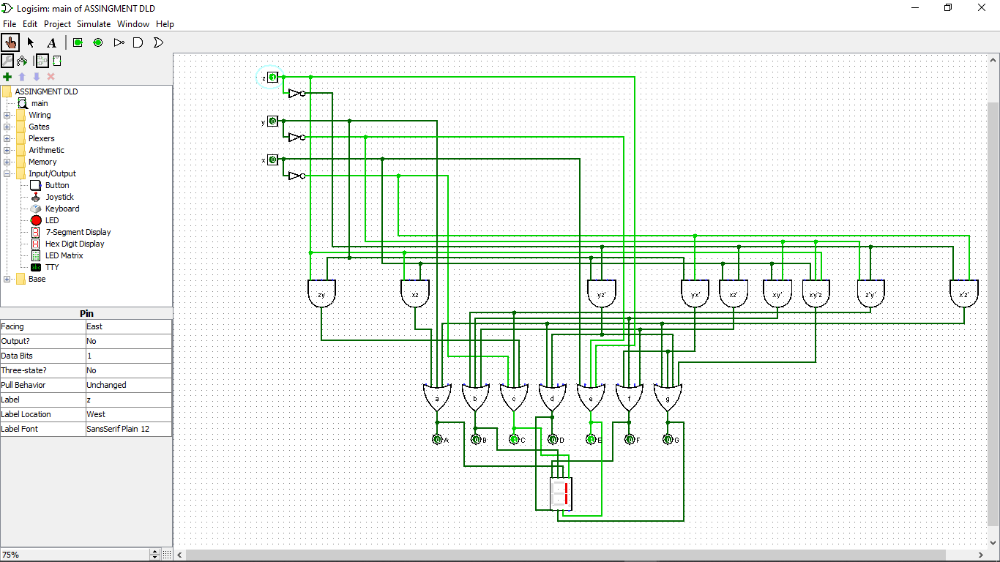 Logisim: main of ASSINGMENT DLD
File Edit Project Simulate Window Help
A
ASSINGMENT DLD
main
Wiring
Gates
Plexers
Arithmetic
Memory
Input/Output
Button
Joystick
Keyboard
LED
7-Segment Display
Hex Digit Display
LED Matrix
TTY
Base
Pin
Facing East
Output? No
Data Bits 1
Three-state? No
Pull Behavior Unchanged
Label z
Label Location West
Label Font SansSerif Plain 12
75%
z 1
y 0
x 0
zy xz yz' yx' xz' xy' xy'z z'y' x'z'
a b c d e f g
0 A 0 B 1 C 0 D 1 E 0 F 0 G